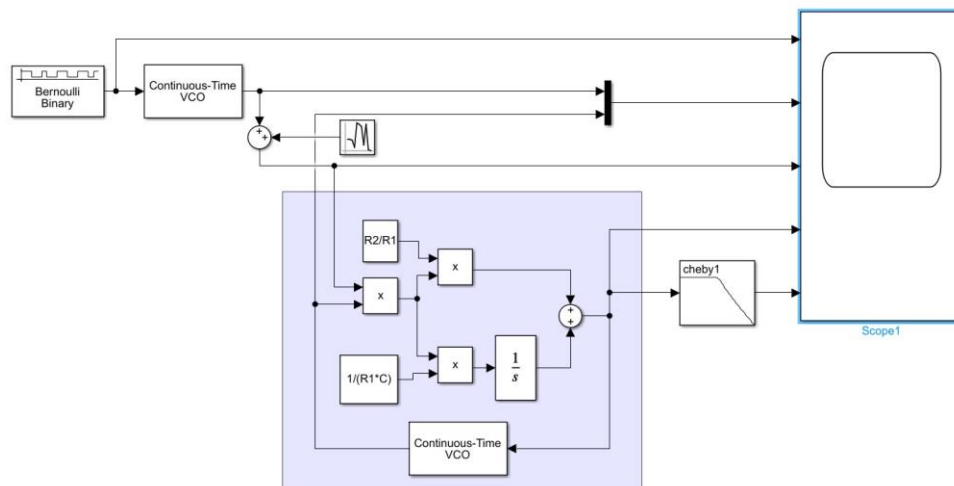 Bernoulli
Binary
Continuous-Time
VCO
+
+
R2/R1
x
x
cheby1
+
+
1/(R1*C)
x
1
s
Continuous-Time
VCO
Scope1